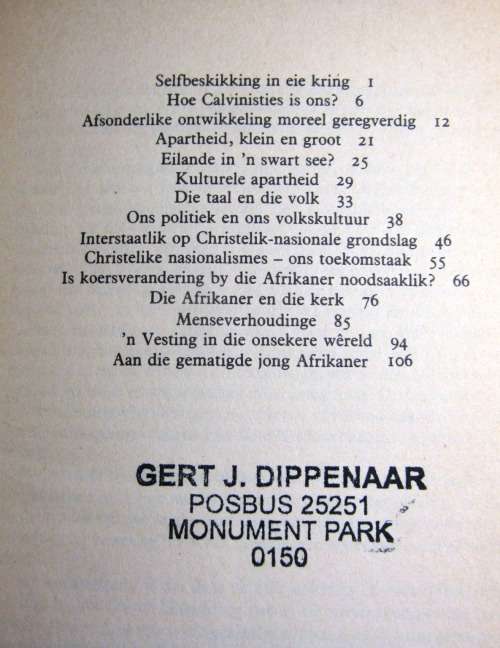 Selfbeskikking in eie kring 1
Hoe Calvinisties is ons? 6
Afsonderlike ontwikkeling moreel geregverdig 12
Apartheid, klein en groot 21
Eilande in 'n swart see? 25
Kulturele apartheid 29
Die taal en die volk 33
Ons politiek en ons volkskultuur 38
Interstaatlik op Christelik-nasionale grondslag 46
Christelike nasionalismes – ons toekomstaak 55
Is koersverandering by die Afrikaner noodsaaklik? 66
Die Afrikaner en die kerk 76
Menseverhoudinge 85
'n Vesting in die onsekere wêreld 94
Aan die gematigde jong Afrikaner 106
GERT J. DIPPENAAR
POSBUS 25251
MONUMENT PARK
0150